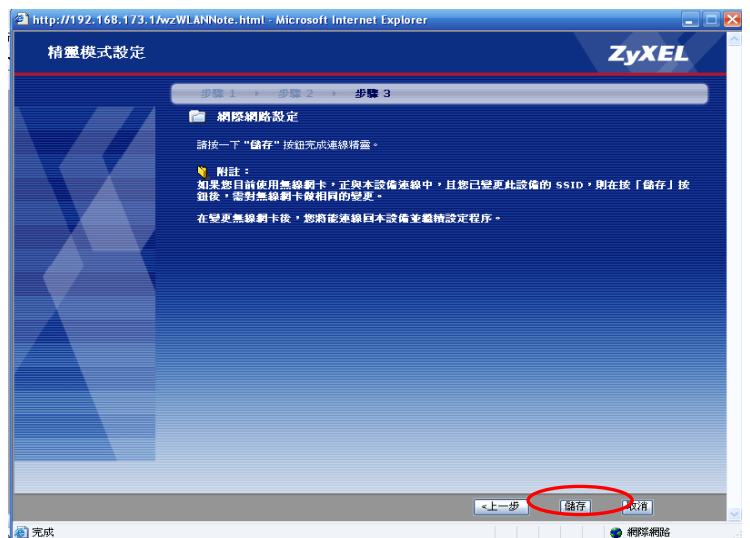 http://192.168.173.1/wzWLANNote.html - Microsoft Internet Explorer
精靈模式設定
ZyXEL
步驟 1 步驟 2 步驟 3
網際網路設定
請按一下 "儲存" 按鈕完成連線精靈。
附註：
如果您目前使用無線網卡，正與本設備連線中，且您已變更此設備的 SSID，則在按「儲存」按
鈕後，需對無線網卡做相同的變更。
在變更無線網卡後，您將能連線回本設備並繼續設定程序。
<上一步 儲存 取消
完成 網際網路